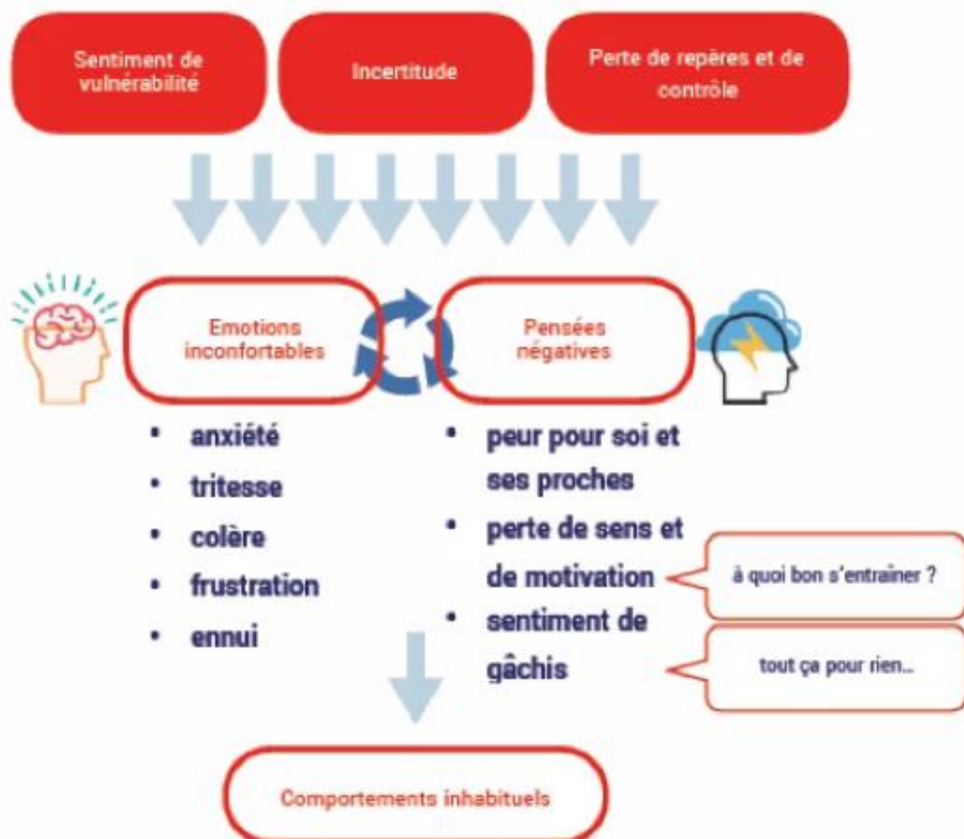 Sentiment de
vulnérabilité
Incertitude
Perte de repères et de
contrôle
Emotions
inconfortables
Pensées
négatives
• anxiété
• tritesse
• colère
• frustration
• ennui
• peur pour soi et
ses proches
• perte de sens et
de motivation
• sentiment de
gâchis
à quoi bon s'entraîner ?
tout ça pour rien...
Comportements inhabituels